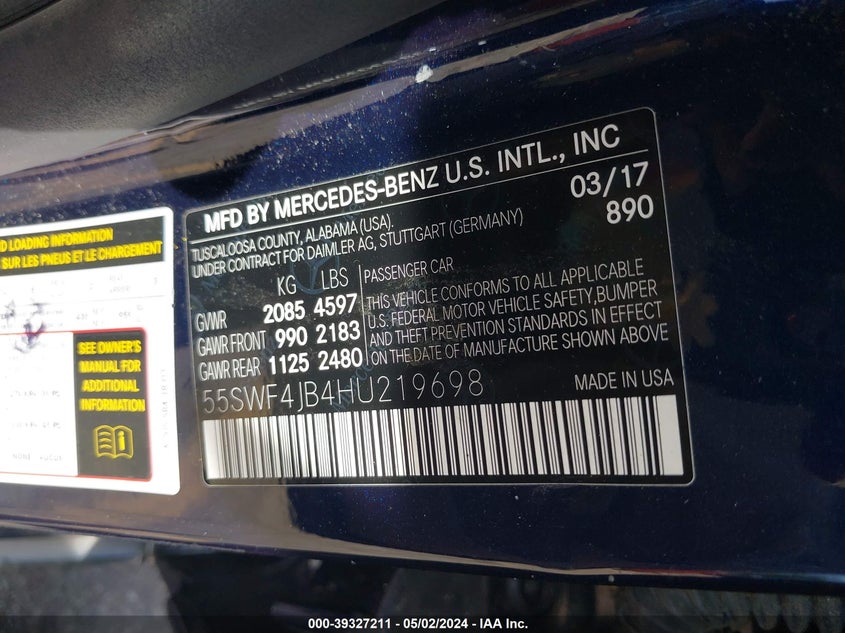 MFD BY MERCEDES-BENZ U.S. INTL., INC
TUSCALOOSA COUNTY, ALABAMA (USA).
UNDER CONTRACT FOR DAIMLER AG, STUTTGART (GERMANY)
03/17
890
KG LBS
GVWR 2085 4597
GAWR FRONT 990 2183
GAWR REAR 1125 2480
PASSENGER CAR
THIS VEHICLE CONFORMS TO ALL APPLICABLE
U.S. FEDERAL MOTOR VEHICLE SAFETY, BUMPER
AND THEFT PREVENTION STANDARDS IN EFFECT
ON THE DATE OF MANUFACTURE SHOWN ABOVE
55SWF4JB4HU219698
MADE IN USA
LOADING INFORMATION
SUR LES PNEUS ET LE CHARGEMENT
SEE OWNER'S
MANUAL FOR
ADDITIONAL
INFORMATION
NONE AUCUN
000-39327211 - 05/02/2024 - IAA Inc.